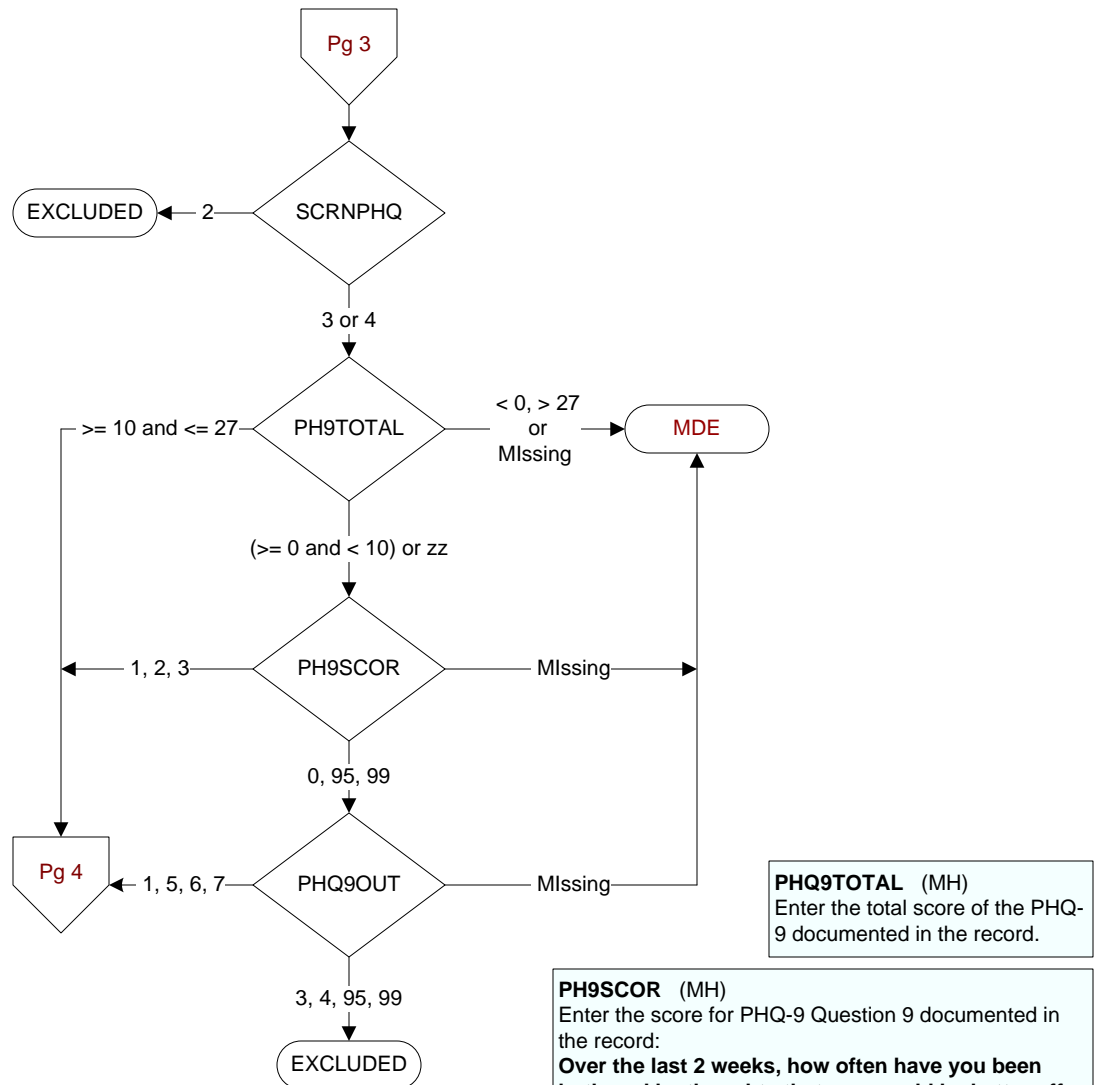 Pg 3
SCRNPHQ
EXCLUDED
2
3 or 4
PH9TOTAL
>= 10 and <= 27
< 0, > 27
or
MIssing
MDE
(>= 0 and < 10) or zz
PH9SCOR
1, 2, 3
MIssing
0, 95, 99
Pg 4
1, 5, 6, 7
PHQ9OUT
MIssing
3, 4, 95, 99
EXCLUDED
PHQ9TOTAL (MH)
Enter the total score of the PHQ-
9 documented in the record.
PH9SCOR (MH)
Enter the score for PHQ-9 Question 9 documented in
the record:
Over the last 2 weeks, how often have you been